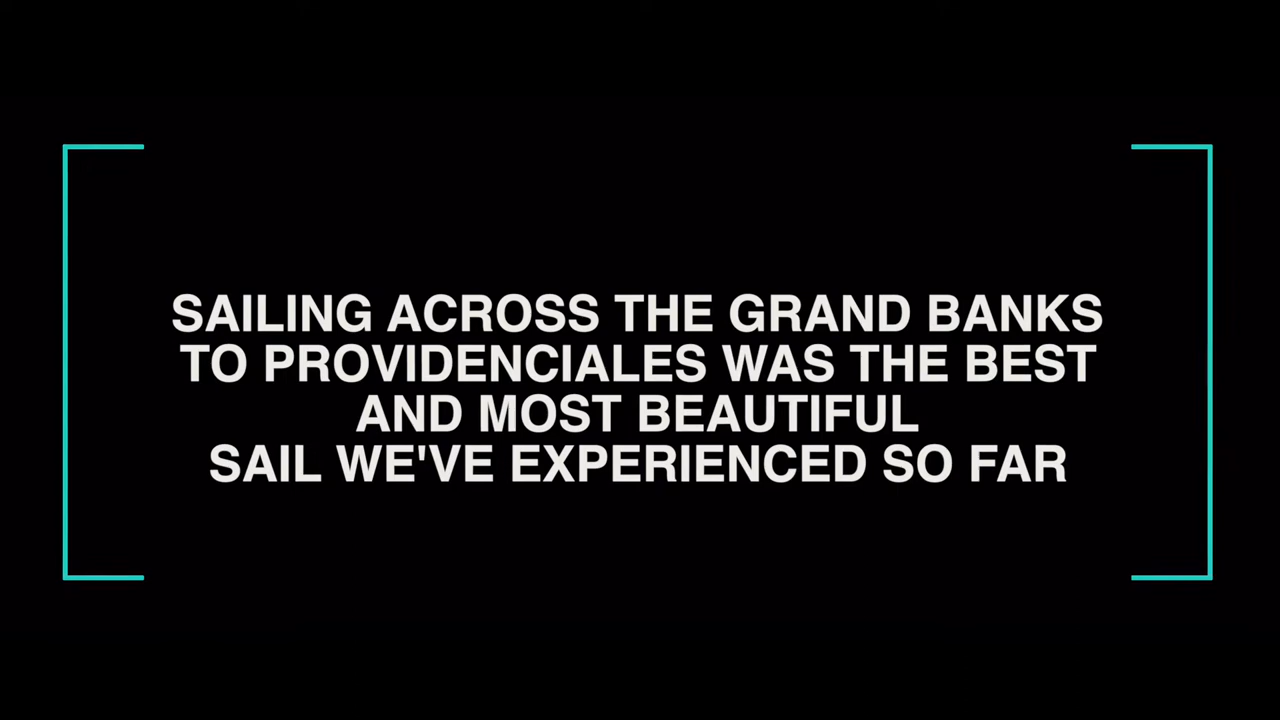 SAILING ACROSS THE GRAND BANKS
TO PROVIDENCIALES WAS THE BEST
AND MOST BEAUTIFUL
SAIL WE'VE EXPERIENCED SO FAR